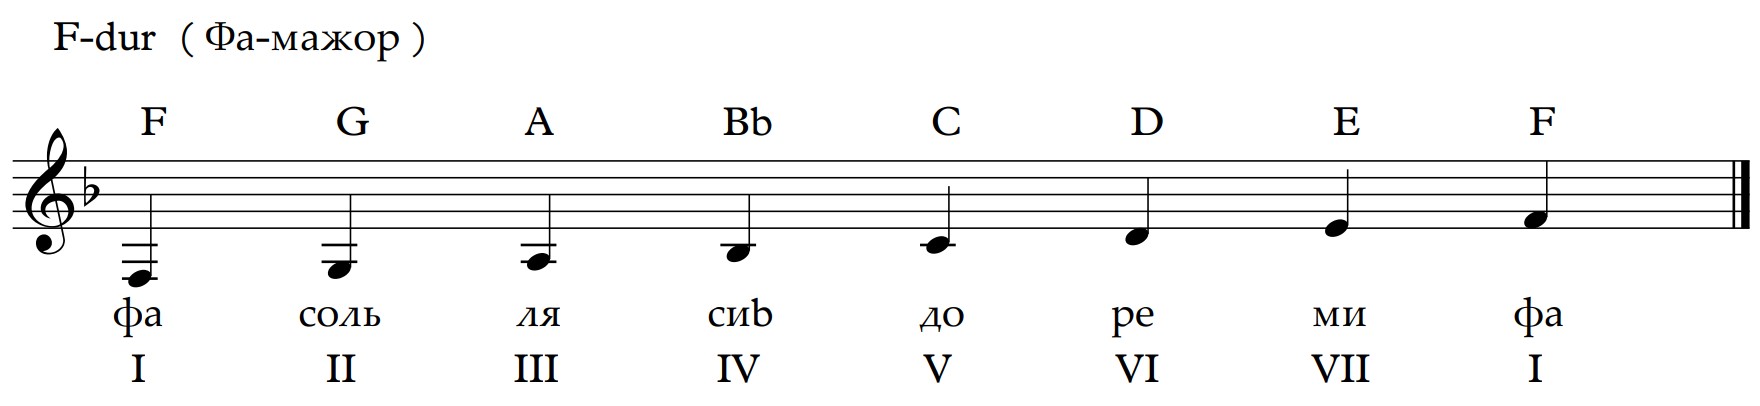 F-dur ( Фа-мажор )
F G A Bb C D E F
фа соль ля сиb до ре ми фа
I II III IV V VI VII I